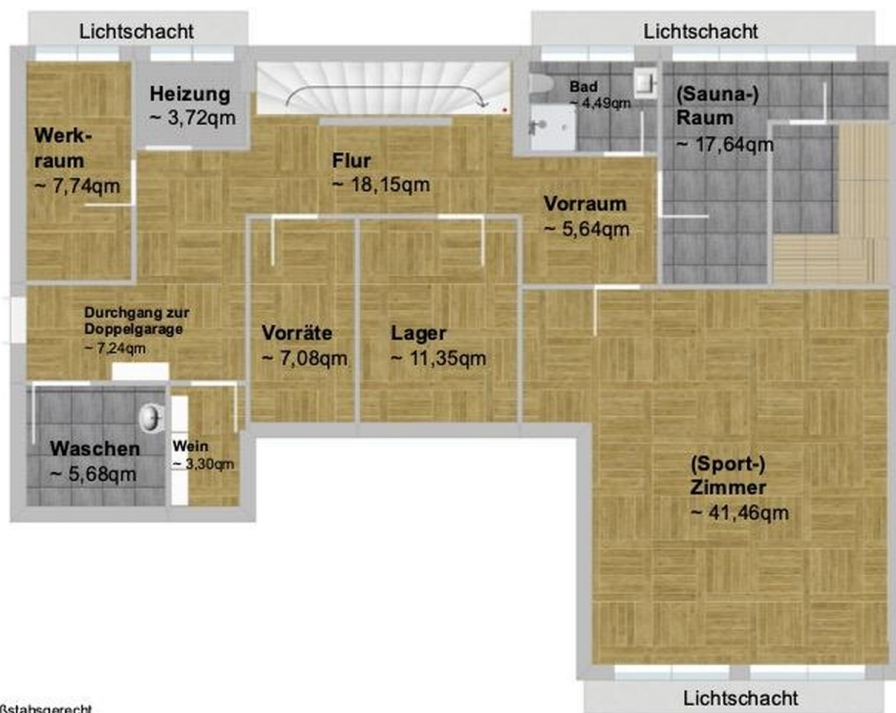 Lichtschacht
Lichtschacht
Heizung
~ 3,72qm
Bad
~ 4,49qm
(Sauna-)
Raum
~ 17,64qm
Werk-
raum
~ 7,74qm
Flur
~ 18,15qm
Vorraum
~ 5,64qm
Durchgang zur
Doppelgarage
~ 7,24qm
Vorräte
~ 7,08qm
Lager
~ 11,35qm
Waschen
~ 5,68qm
Wein
~ 3,30qm
(Sport-)
Zimmer
~ 41,46qm
Lichtschacht